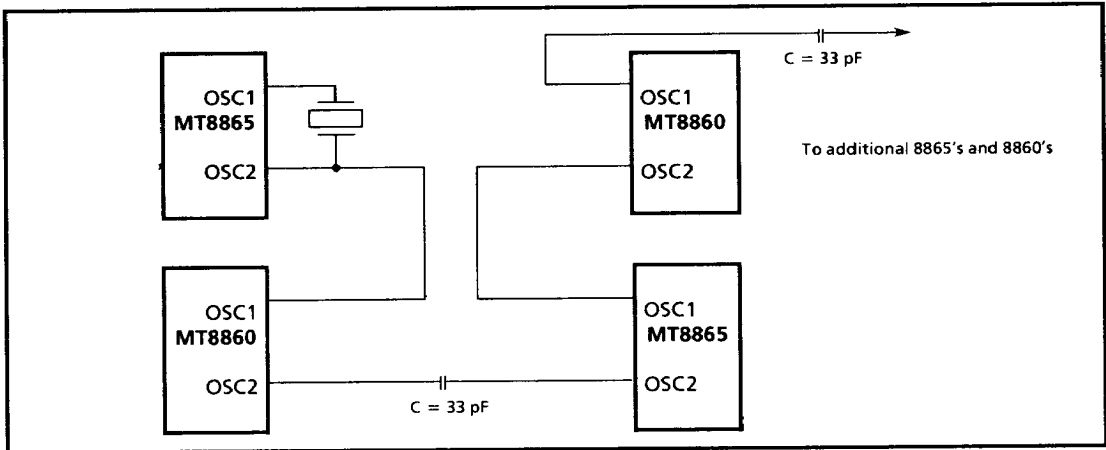 OSC1
MT8865
OSC2
OSC1
MT8860
OSC2
C = 33 pF
C = 33 pF
OSC1
MT8860
OSC2
To additional 8865's and 8860's
OSC1
MT8865
OSC2